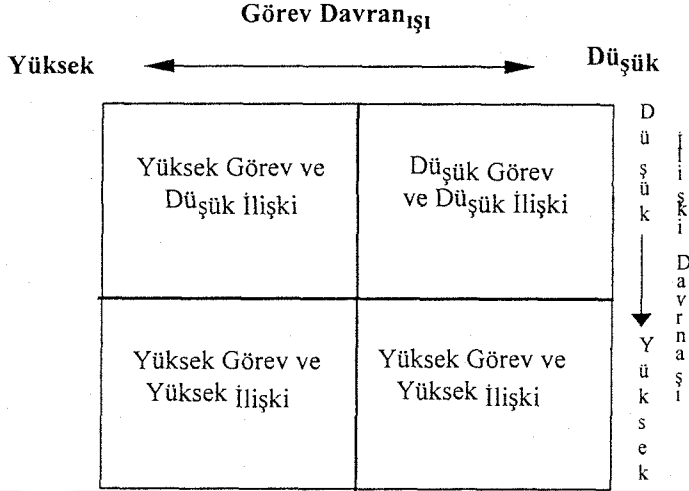 Görev Davranışı
Yüksek
Düşük
Yüksek Görev ve
Düşük İlişki
Düşük Görev
ve Düşük İlişki
Yüksek Görev ve
Yüksek İlişki
Yüksek Görev ve
Yüksek İlişki
Düşük
Yüksek
İlişki Davrnaşı